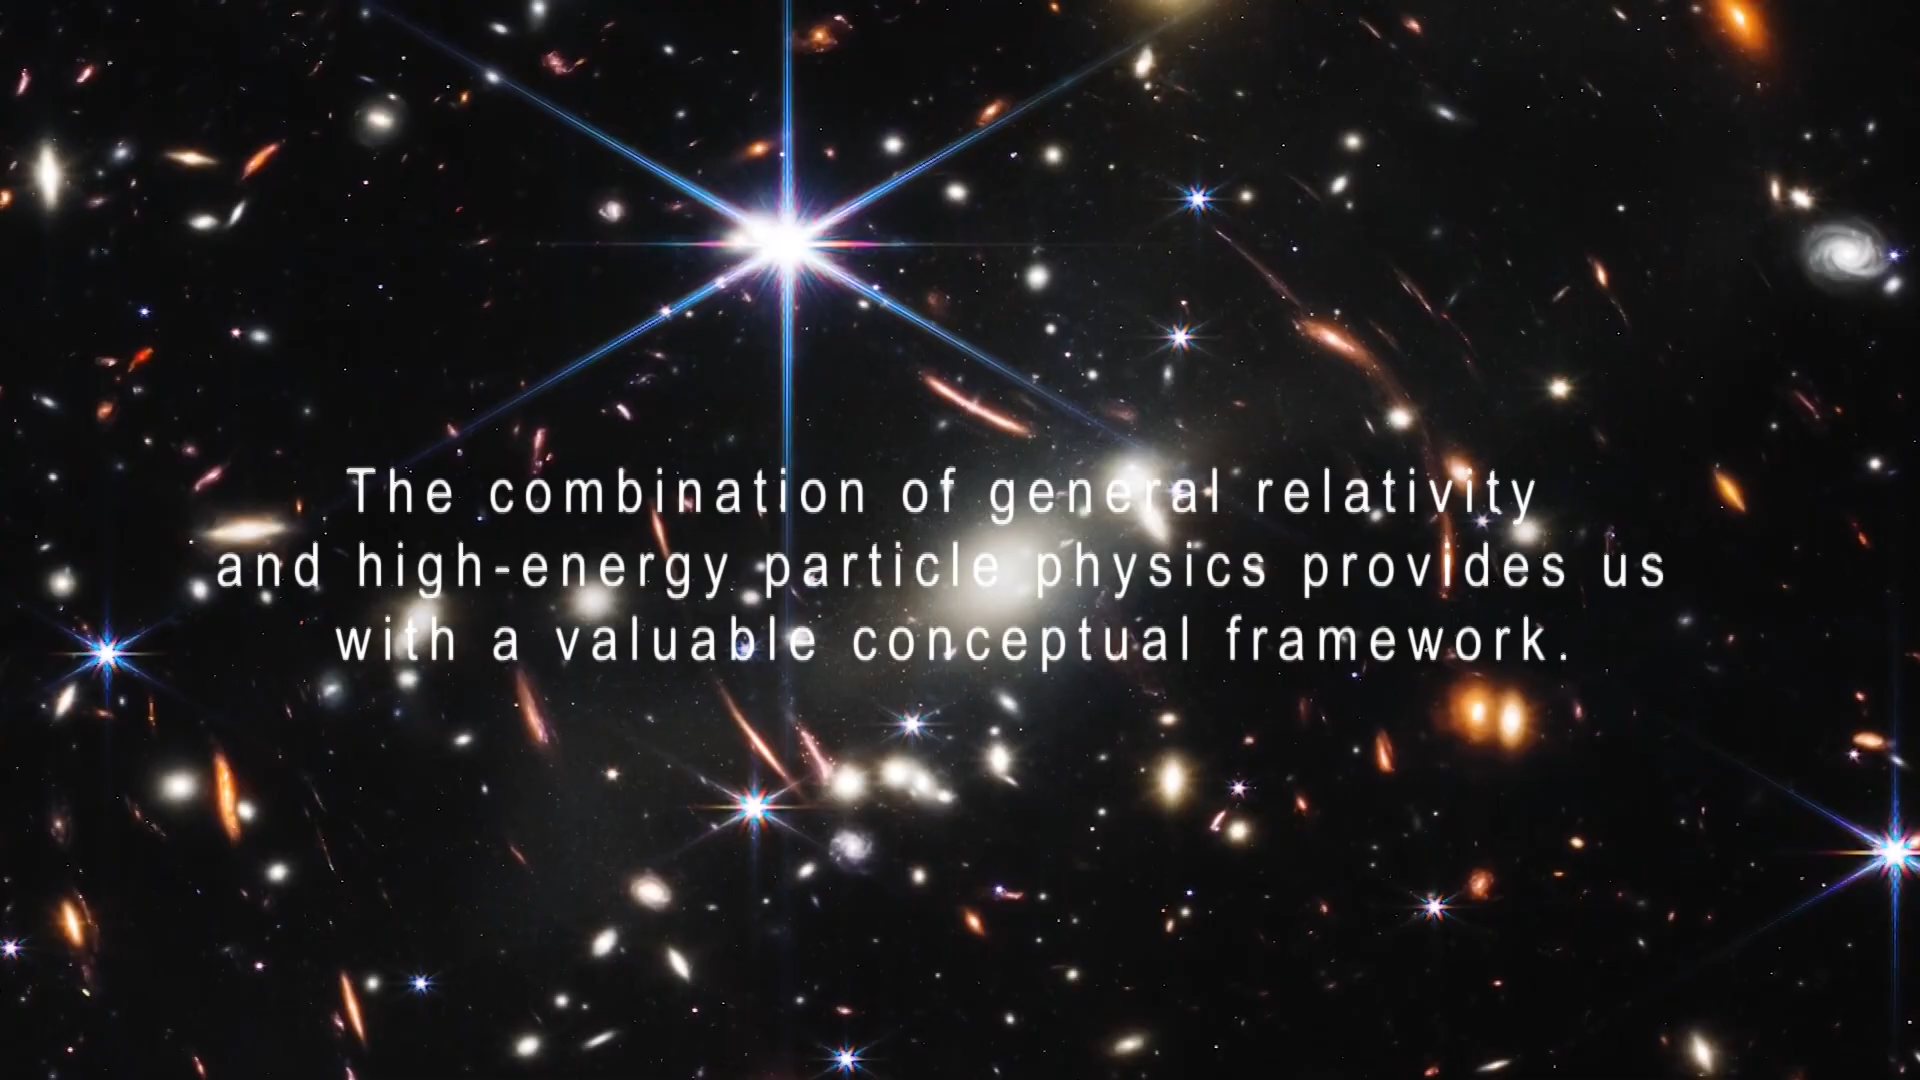 The combination of general relativity
and high-energy particle physics provides us
with a valuable conceptual framework.